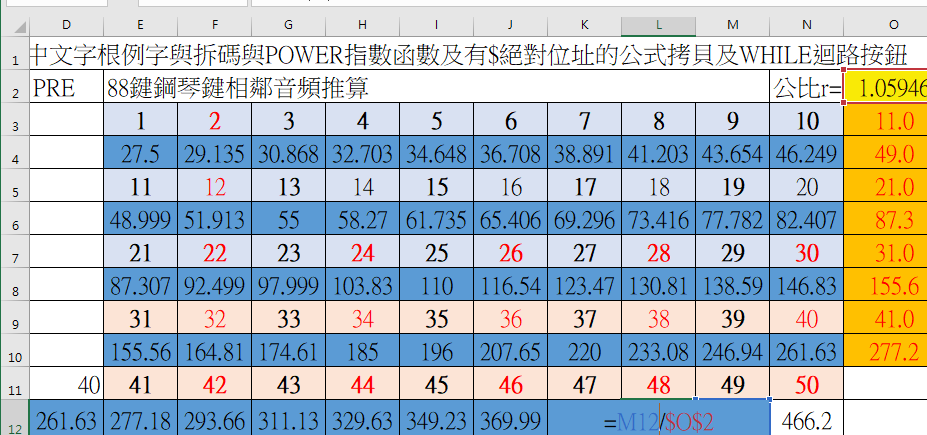 D E F G H I J K L M N O
1 中文字根例字與拆碼與POWER指數函數及有$絕對位址的公式拷貝及WHILE迴路按鈕
2 PRE 88鍵鋼琴鍵相鄰音頻推算 公比r= 1.05946
3 1 2 3 4 5 6 7 8 9 10 11.0
4 27.5 29.135 30.868 32.703 34.648 36.708 38.891 41.203 43.654 46.249 49.0
5 11 12 13 14 15 16 17 18 19 20 21.0
6 48.999 51.913 55 58.27 61.735 65.406 69.296 73.416 77.782 82.407 87.3
7 21 22 23 24 25 26 27 28 29 30 31.0
8 87.307 92.499 97.999 103.83 110 116.54 123.47 130.81 138.59 146.83 155.6
9 31 32 33 34 35 36 37 38 39 40 41.0
10 155.56 164.81 174.61 185 196 207.65 220 233.08 246.94 261.63 277.2
11 40 41 42 43 44 45 46 47 48 49 50
12 261.63 277.18 293.66 311.13 329.63 349.23 369.99 =M12/$O$2 466.2